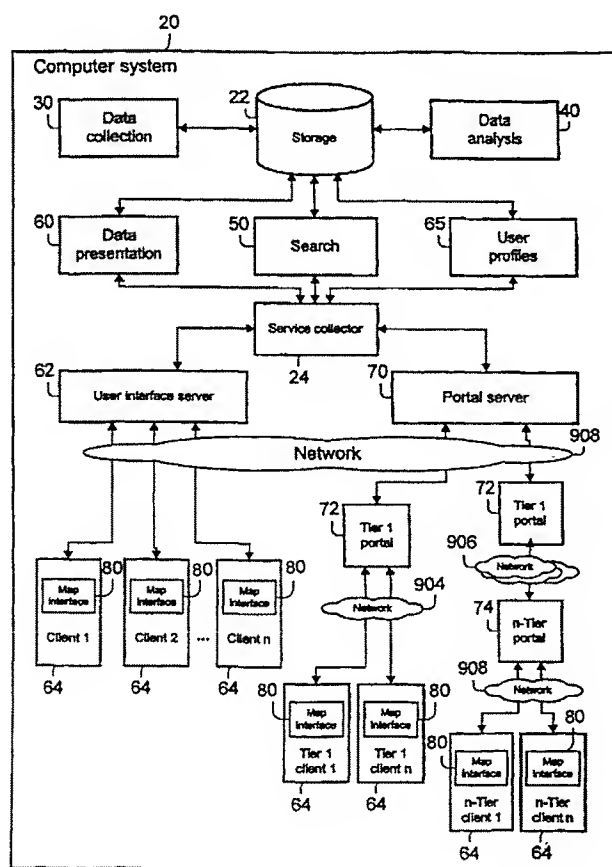 20
Computer system
30
Data
collection
22
Storage
Data
analysis
40
60
Data
presentation
50
Search
65
User
profiles
Service collector
24
62
User interface server
70
Portal server
Network
908
72
Tier 1
portal
72
Tier 1
portal
906
Network
904
Network
74
n-Tier
portal
908
Network
80
Map
Interface
Client 1
64
80
Map
Interface
Client 2
64
...
80
Map
Interface
Client n
64
80
Map
Interface
Tier 1
client 1
64
80
Map
Interface
Tier 1
client n
64
80
Map
Interface
n-Tier
client 1
64
80
Map
Interface
n-Tier
client n
64